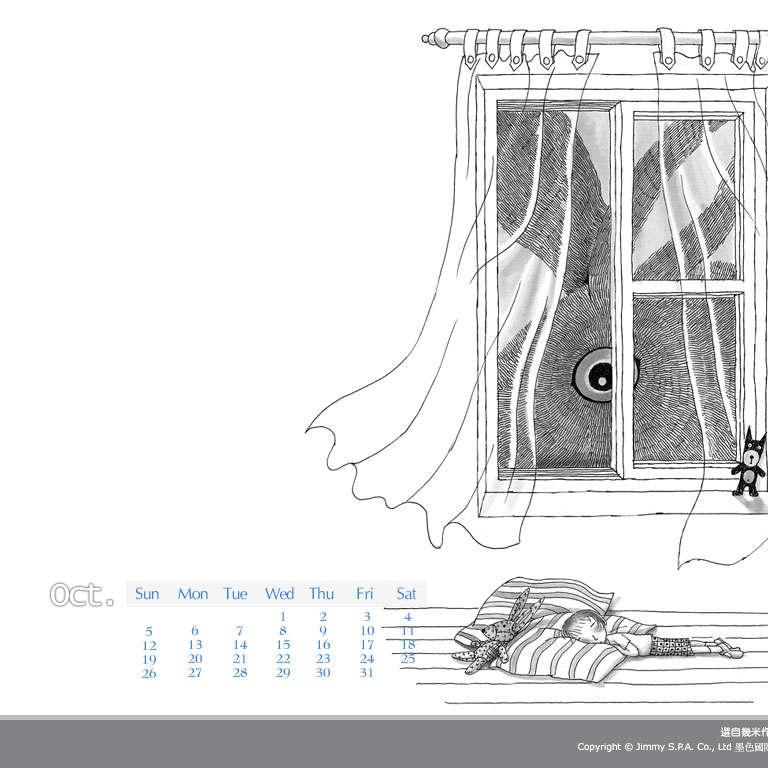 Oct.
Sun Mon Tue Wed Thu Fri Sat
1 2 3 4
5 6 7 8 9 10 11
12 13 14 15 16 17 18
19 20 21 22 23 24 25
26 27 28 29 30 31
選自幾米作
Copyright © Jimmy S.P.A. Co., Ltd 墨色國際